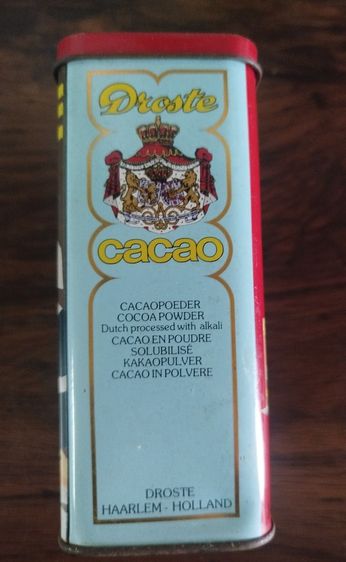 Droste
cacao
CACAOPOEDER
COCOA POWDER
Dutch processed with alkali
CACAO EN POUDRE
SOLUBILISÉ
KAKAOPULVER
CACAO IN POLVERE
DROSTE
HAARLEM - HOLLAND